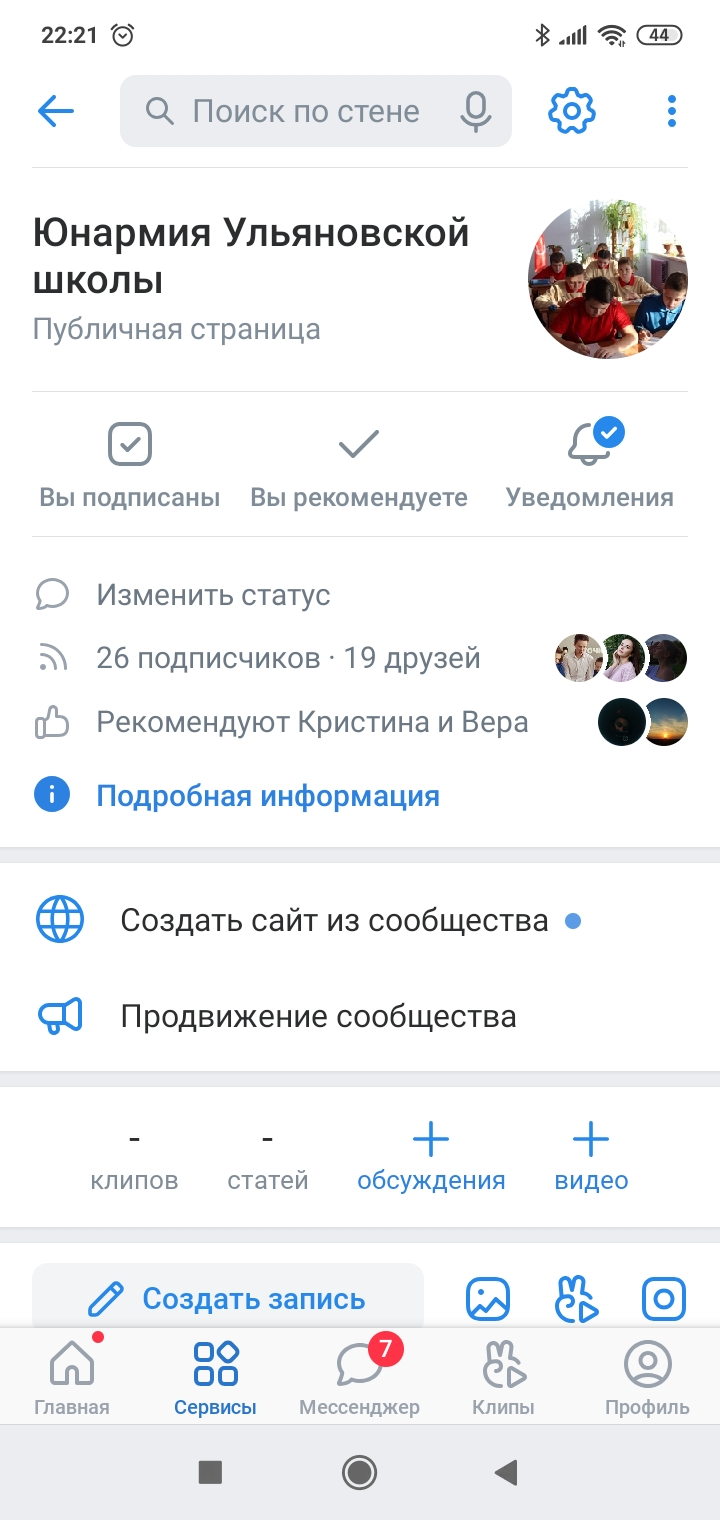 22:21
44
Поиск по стене
Юнармия Ульяновской
школы
Публичная страница
Вы подписаны
Вы рекомендуете
Уведомления
Изменить статус
26 подписчиков · 19 друзей
Рекомендуют Кристина и Вера
Подробная информация
Создать сайт из сообщества
Продвижение сообщества
-
клипов
-
статей
обсуждения
видео
Создать запись
7
Главная
Сервисы
Мессенджер
Клипы
Профиль